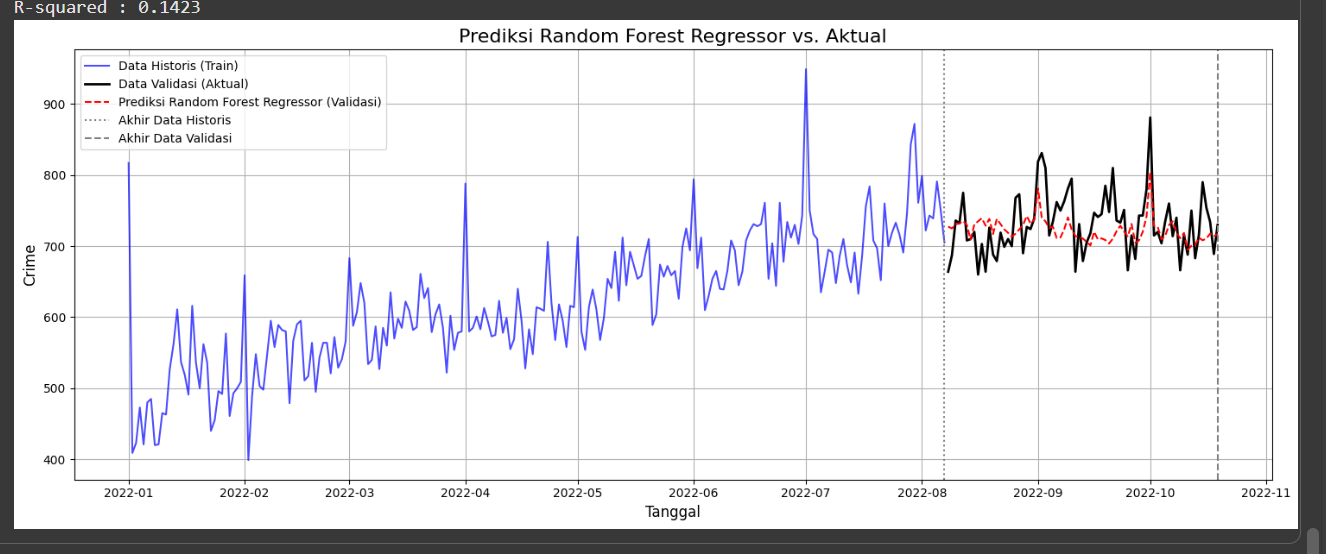 R-squared : 0.1423
Prediksi Random Forest Regressor vs. Aktual
Data Historis (Train)
Data Validasi (Aktual)
Prediksi Random Forest Regressor (Validasi)
Akhir Data Historis
Akhir Data Validasi
900
800
700
600
500
400
Crime
2022-01 2022-02 2022-03 2022-04 2022-05 2022-06 2022-07 2022-08 2022-09 2022-10 2022-11
Tanggal